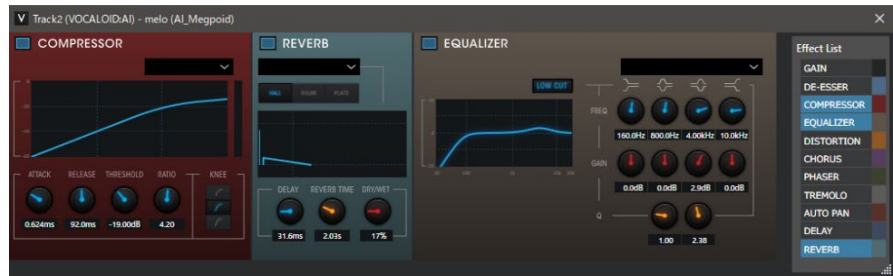 Track2 (VOCALOID:AI) - melo (AI_Megpoid)
COMPRESSOR
ATTACK RELEASE THRESHOLD RATIO KNEE
0.624ms 92.0ms -19.00dB 4.20
REVERB
HALL ROOM PLATE
DELAY REVERB TIME DRY/WET
31.6ms 2.03s 17%
EQUALIZER
LOW CUT
FREQ
160.0Hz 800.0Hz 4.00kHz 10.0kHz
GAIN
0.0dB 0.0dB 2.9dB 0.0dB
Q
1.00 2.38
Effect List
GAIN
DE-ESSER
COMPRESSOR
EQUALIZER
DISTORTION
CHORUS
PHASER
TREMOLO
AUTO PAN
DELAY
REVERB